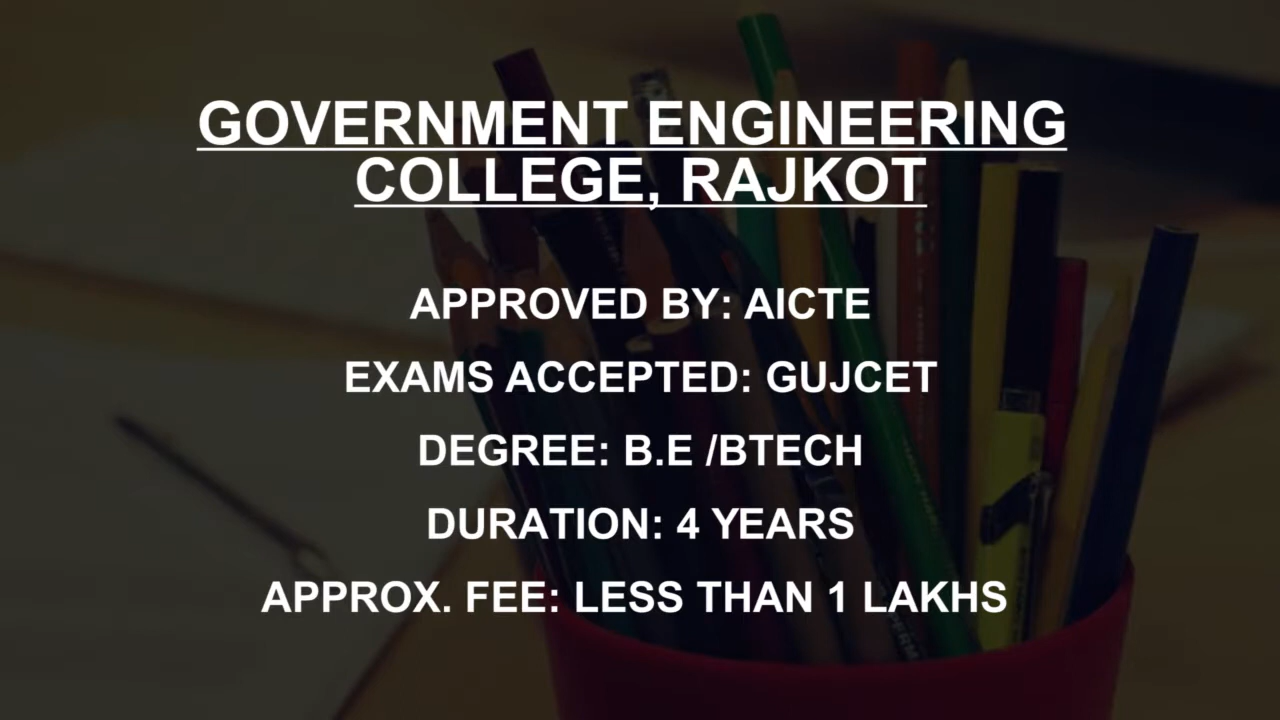 GOVERNMENT ENGINEERING
COLLEGE, RAJKOT
APPROVED BY: AICTE
EXAMS ACCEPTED: GUJCET
DEGREE: B.E /BTECH
DURATION: 4 YEARS
APPROX. FEE: LESS THAN 1 LAKHS